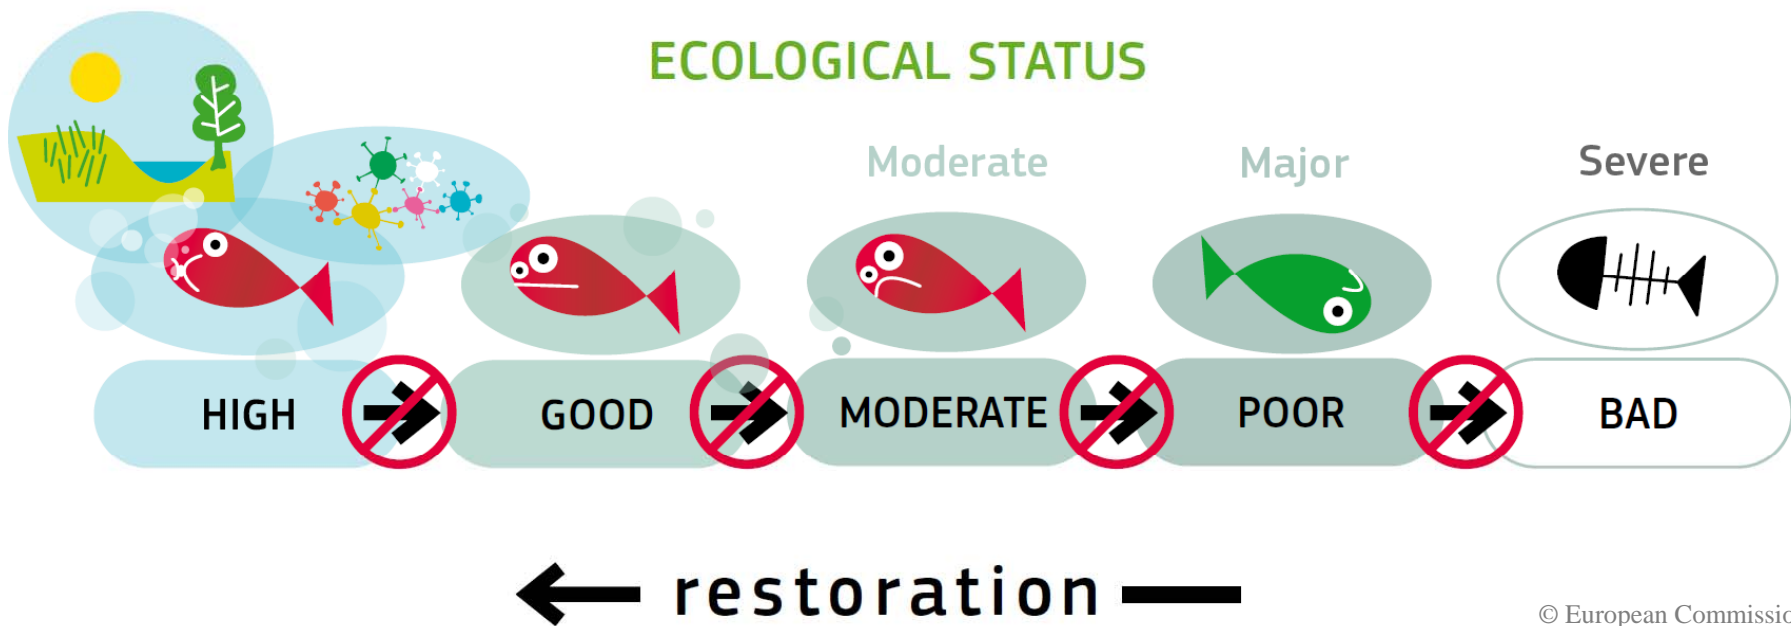 ECOLOGICAL STATUS
Moderate Major Severe
HIGH GOOD MODERATE POOR BAD
restoration
© European Commissio